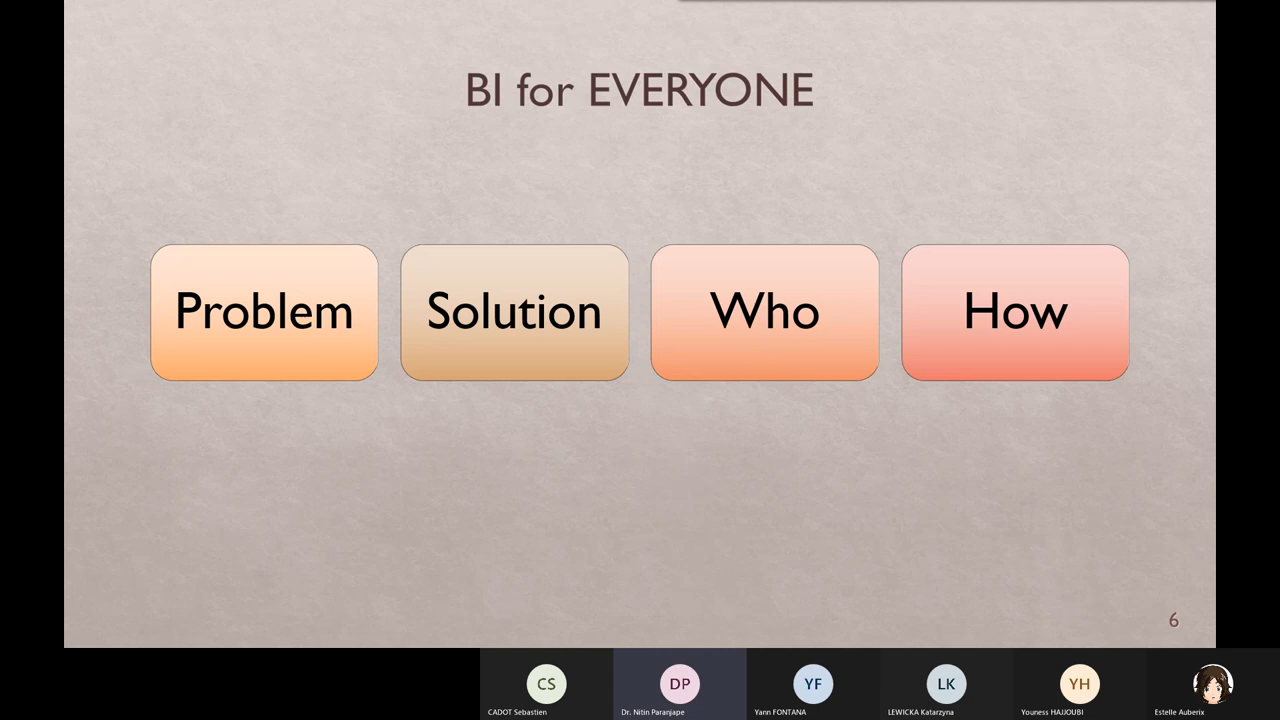 BI for EVERYONE
Problem
Solution
Who
How
6
CS
DP
YF
LK
YH
CADOT Sebastien
Dr. Nitin Paranjape
Yann FONTANA
LEWICKA Katarzyna
Youness HAJJOUBI
Estelle Auberix